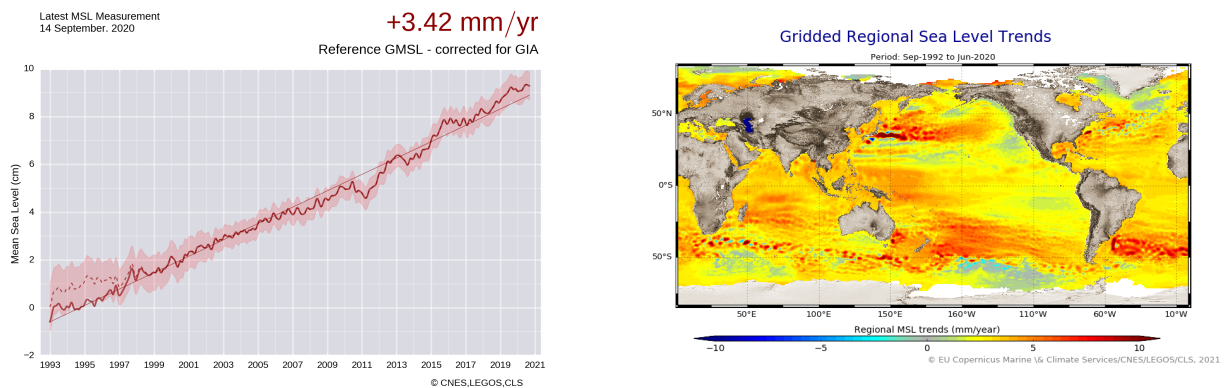 Latest MSL Measurement
14 September. 2020
+3.42 mm/yr
Reference GMSL - corrected for GIA
Mean Sea Level (cm)
10
8
6
4
2
0
−2
1993 1995 1997 1999 2001 2003 2005 2007 2009 2011 2013 2015 2017 2019 2021
© CNES,LEGOS,CLS
Gridded Regional Sea Level Trends
Period: Sep-1992 to Jun-2020
50°N
0°S
50°S
50°E 100°E 150°E 160°W 110°W 60°W 10°W
Regional MSL trends (mm/year)
−10 −5 0 5 10
© EU Copernicus Marine \& Climate Services/CNES/LEGOS/CLS, 2021